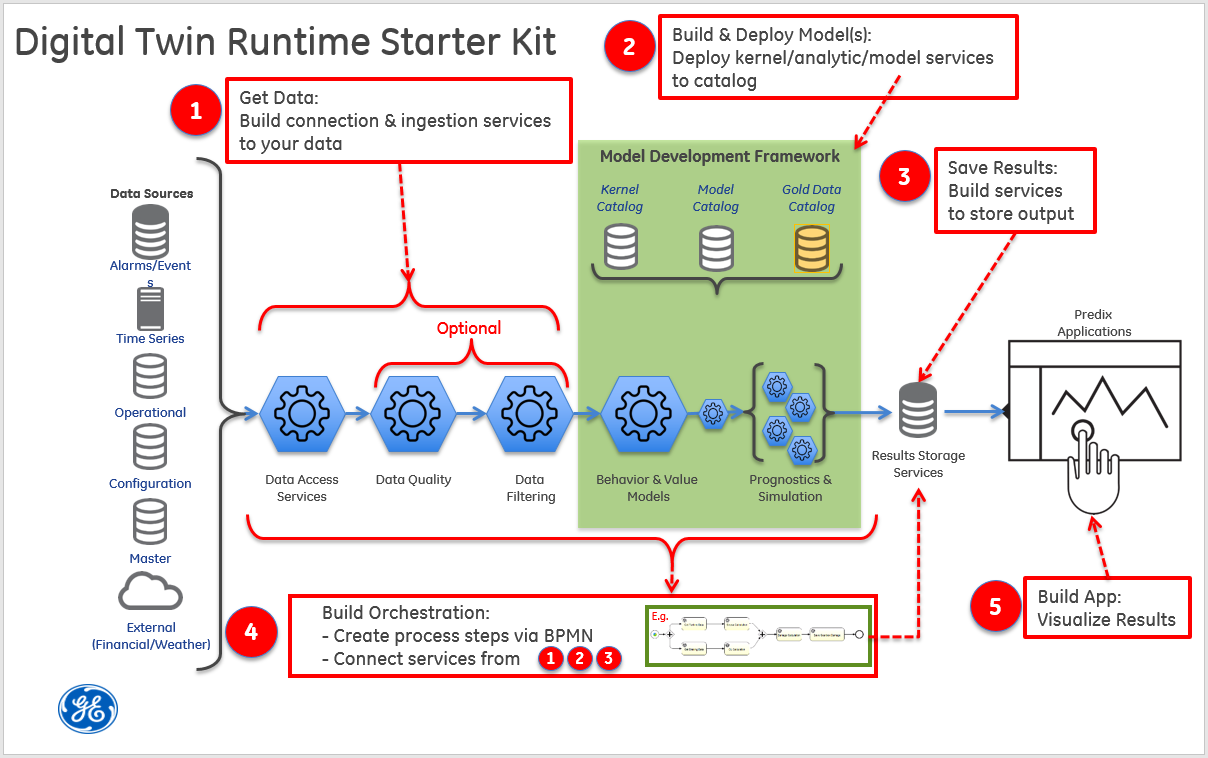 Digital Twin Runtime Starter Kit
1
Get Data:
Build connection & ingestion services
to your data
2
Build & Deploy Model(s):
Deploy kernel/analytic/model services
to catalog
3
Save Results:
Build services
to store output
Data Sources
Alarms/Event
s
Time Series
Operational
Configuration
Master
External
(Financial/Weather)
Optional
Model Development Framework
Kernel
Catalog
Model
Catalog
Gold Data
Catalog
Data Access
Services
Data Quality
Data
Filtering
Behavior & Value
Models
Prognostics &
Simulation
Results Storage
Services
Predix
Applications
4
Build Orchestration:
- Create process steps via BPMN
- Connect services from 1 2 3
E.g.
5
Build App:
Visualize Results
GE